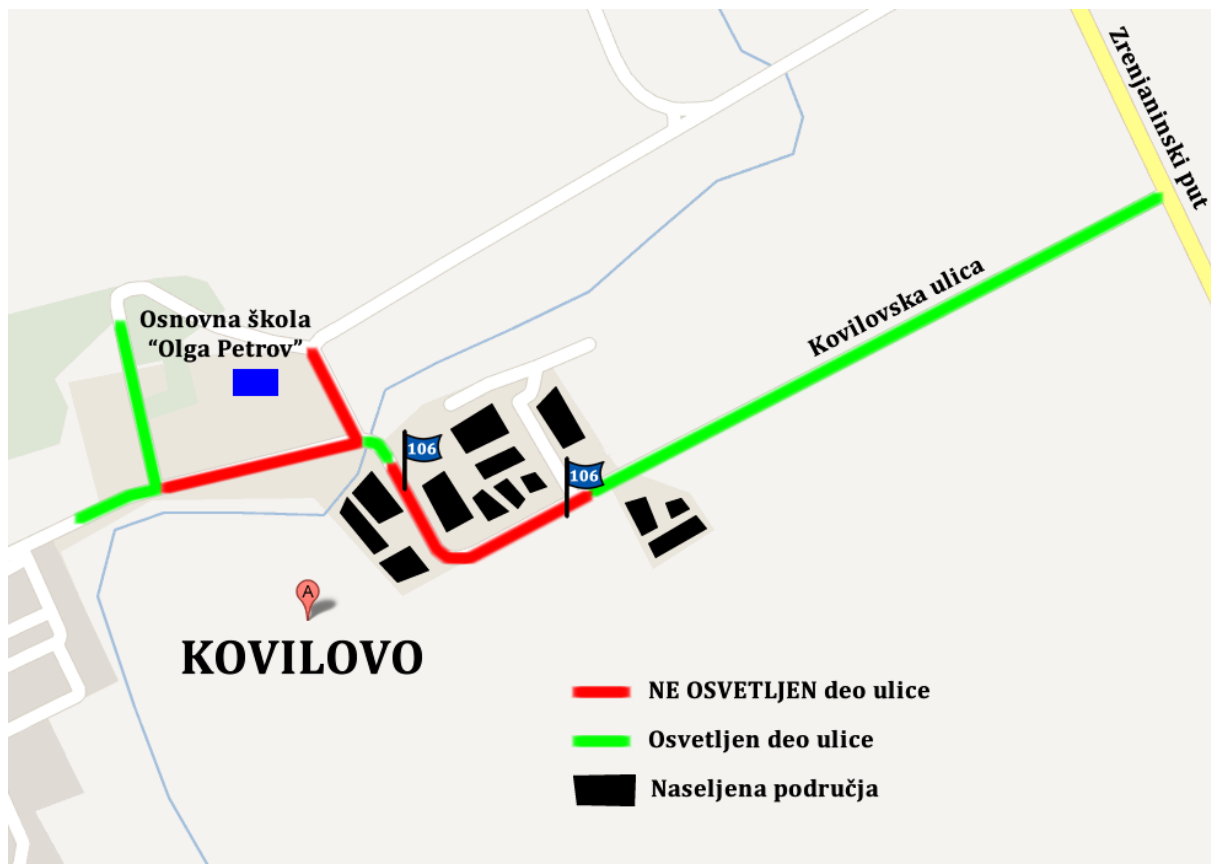 Zrenjaninski put
Kovilovska ulica
Osnovna škola
“Olga Petrov”
106
106
A
KOVILOVO
NE OSVETLJEN deo ulice
Osvetljen deo ulice
Naseljena područja